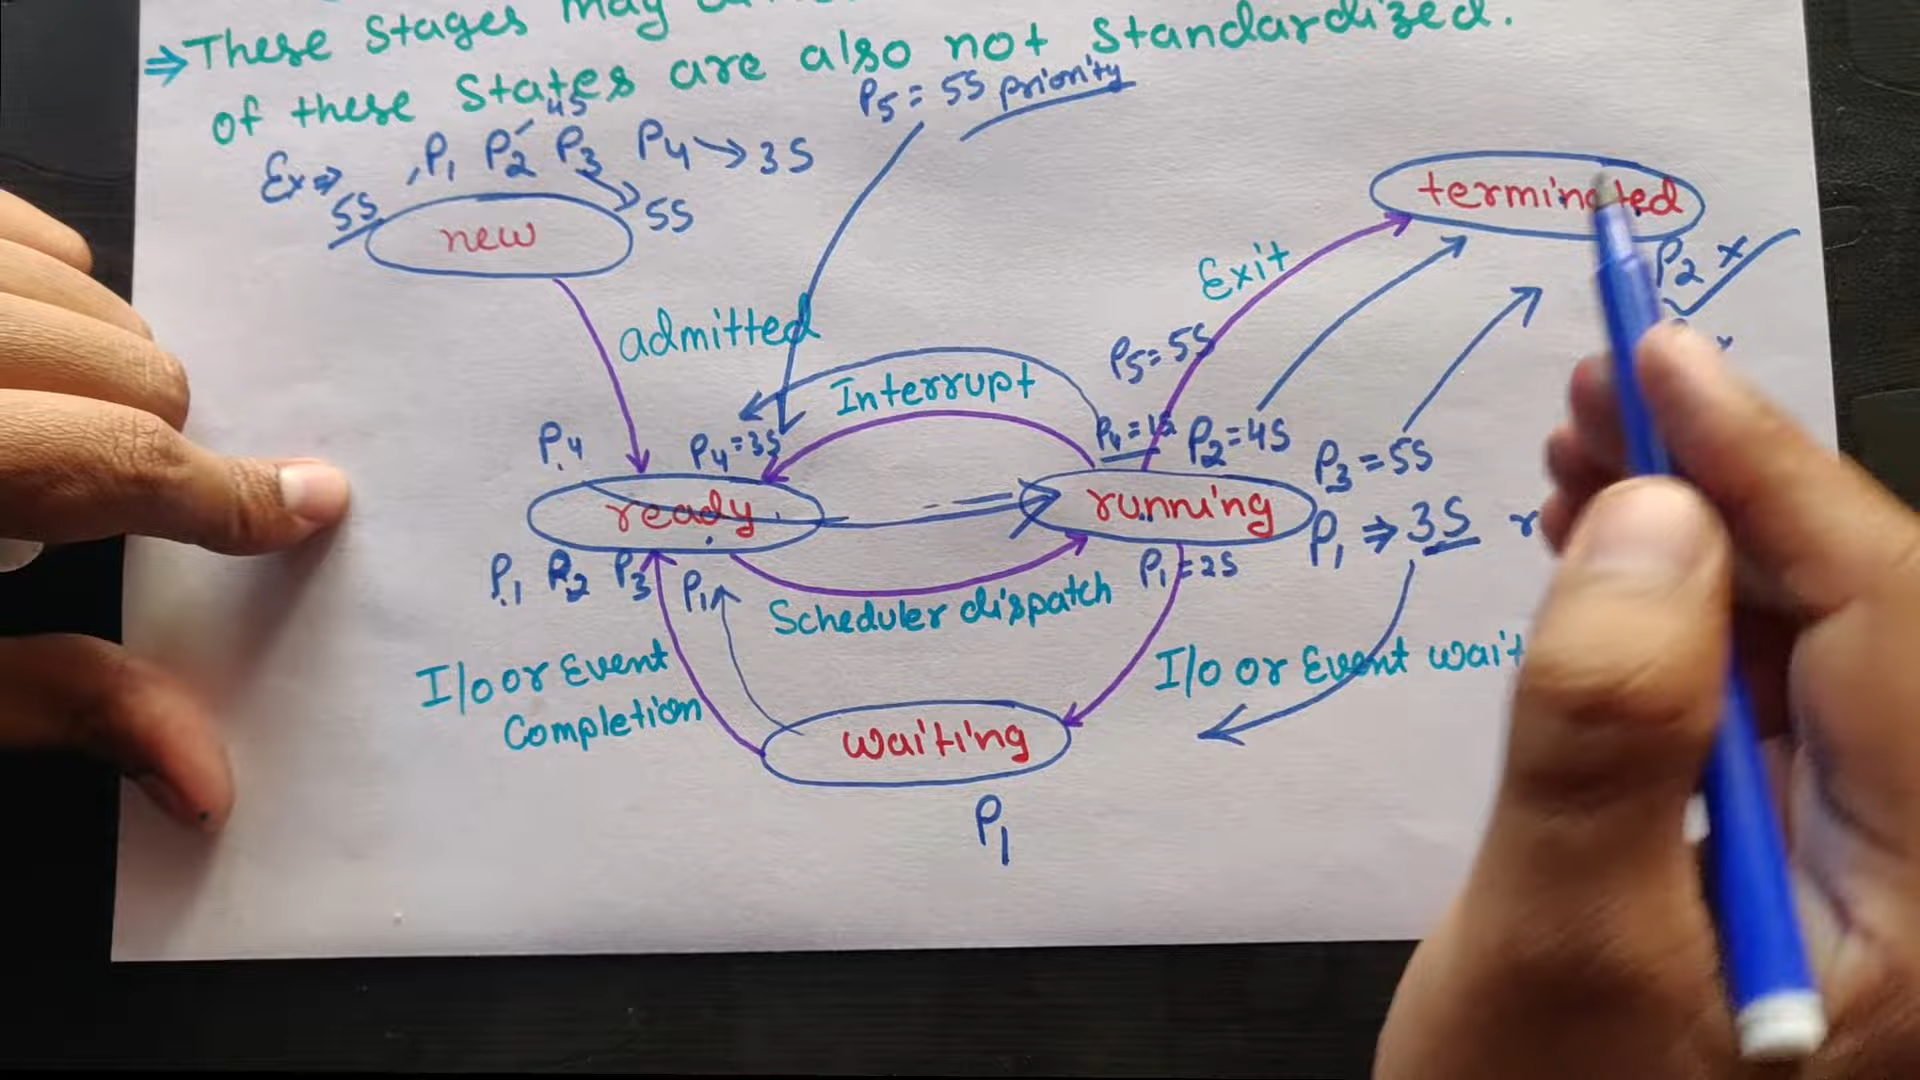 ⇒ These stages may
of these states are also not standardized.
P5 = 5S priority
4S
Ex⇒ P1 P2 P3 P4 → 3S
5S
5S
new
terminated
P2 x
x
Exit
admitted
P5 = 5S
Interrupt
P4
P4 = 3S
P4 = 1S
P2 = 4S
P3 = 5S
ready
running
P1 ⇒ 3S
P1 P2 P3
P1
P1 = 2S
Scheduler dispatch
I/o or Event
Completion
I/o or Event wait
waiting
P1